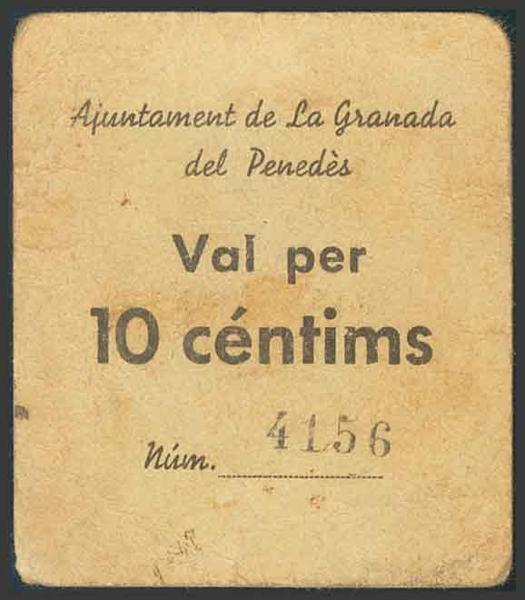 Ajuntament de La Granada
del Penedès
Val per
10 céntims
Núm. 4156